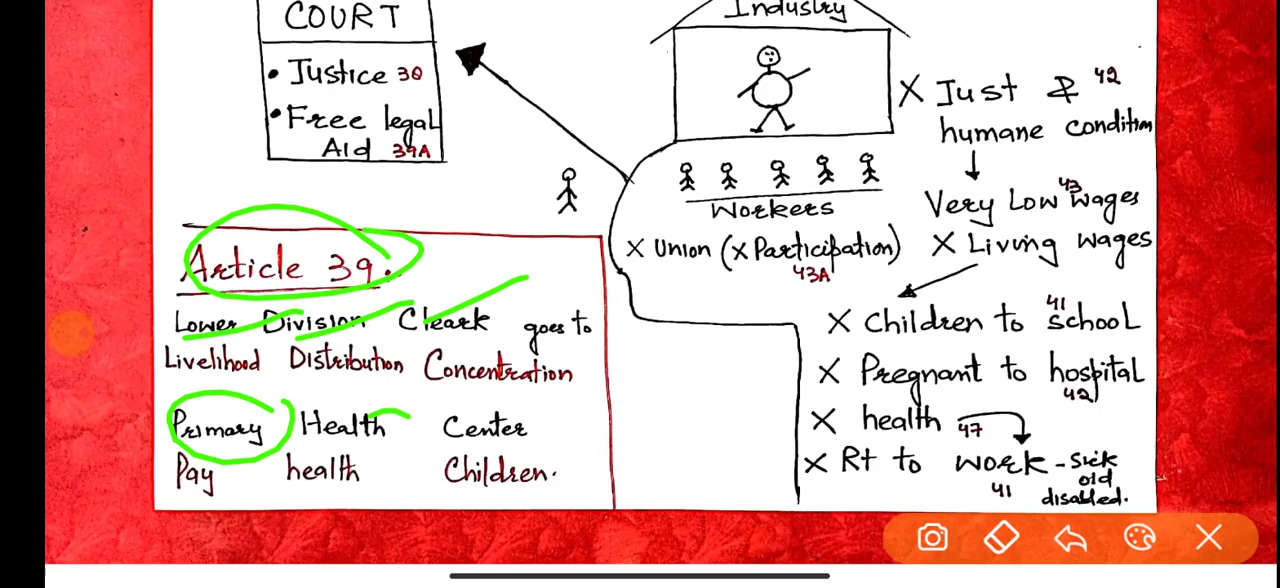 COURT
• Justice 38
• Free legal
Aid 39A
Industry
Workers
X Union (X Participation)
43A
X Just & 42
humane condition
Very Low 43 wages
X Living wages
X Children to 41 school
X Pregnant to hospital
42
X health 47
X Rt to work - sick
41 old
disabled.
Article 39.
Lower Division Cleark goes to
Livelihood Distribution Concentration
Primary Health Center
Pay health Children.